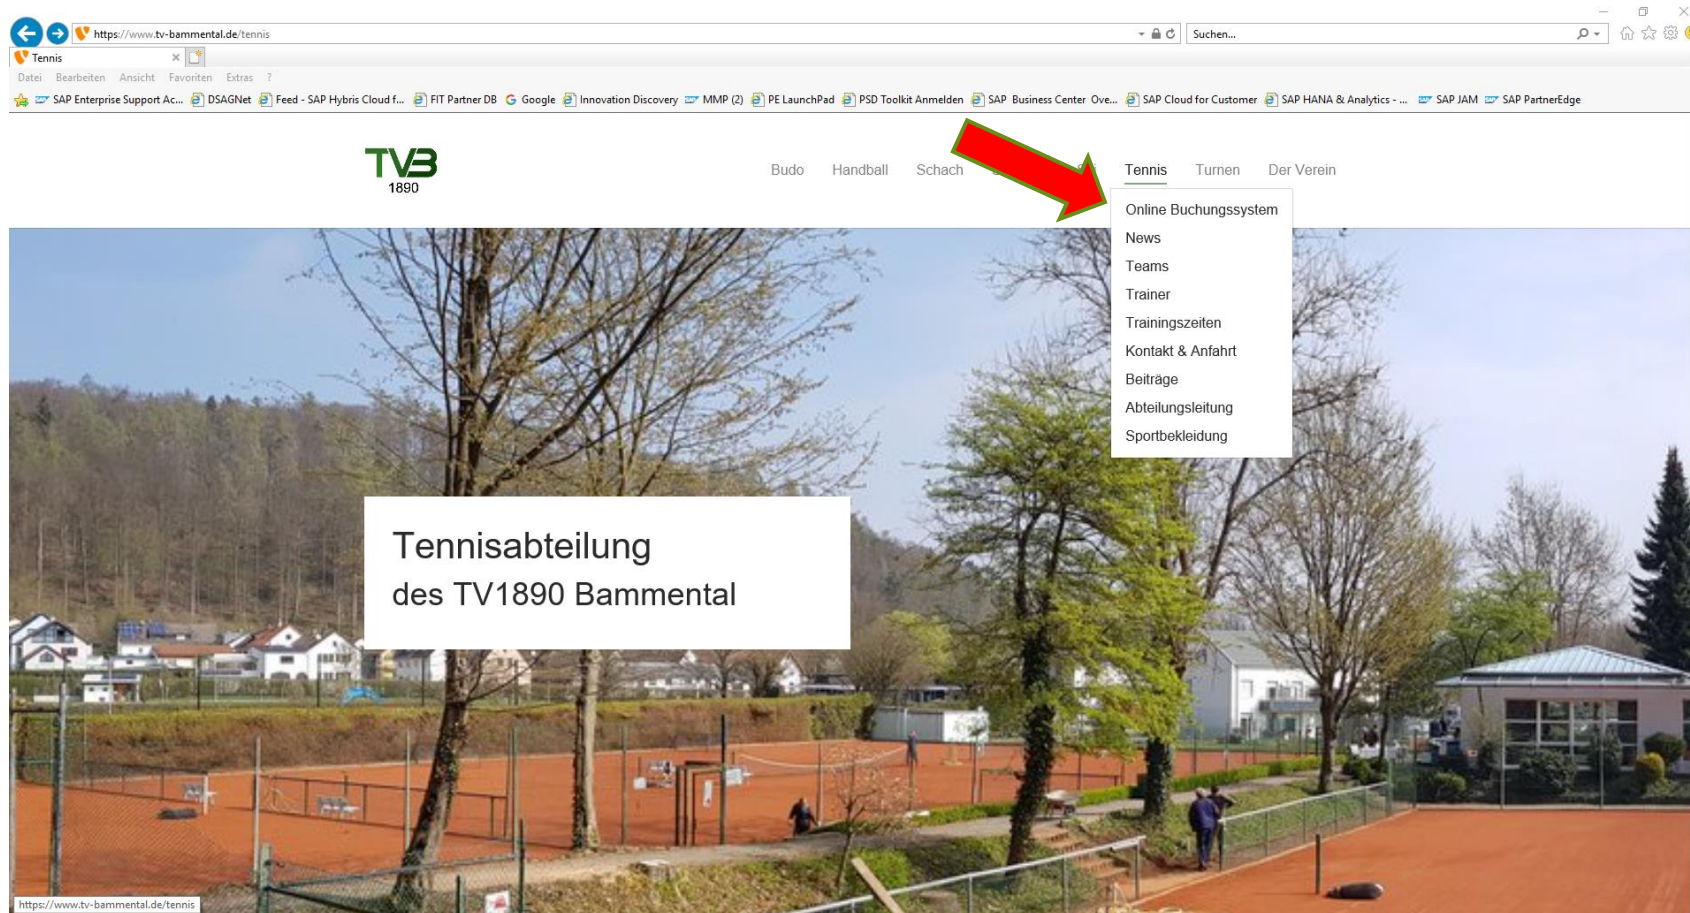 https://www.tv-bammental.de/tennis
Suchen...
Tennis
Datei Bearbeiten Ansicht Favoriten Extras ?
SAP Enterprise Support Ac... DSAGNet Feed - SAP Hybris Cloud f... FIT Partner DB Google Innovation Discovery MMP (2) PE LaunchPad PSD Toolkit Anmelden SAP Business Center Ove... SAP Cloud for Customer SAP HANA & Analytics - ... SAP JAM SAP PartnerEdge
TVB
1890
Budo Handball Schach Tennis Turnen Der Verein
Online Buchungssystem
News
Teams
Trainer
Trainingszeiten
Kontakt & Anfahrt
Beiträge
Abteilungsleitung
Sportbekleidung
Tennisabteilung
des TV1890 Bammental
https://www.tv-bammental.de/tennis